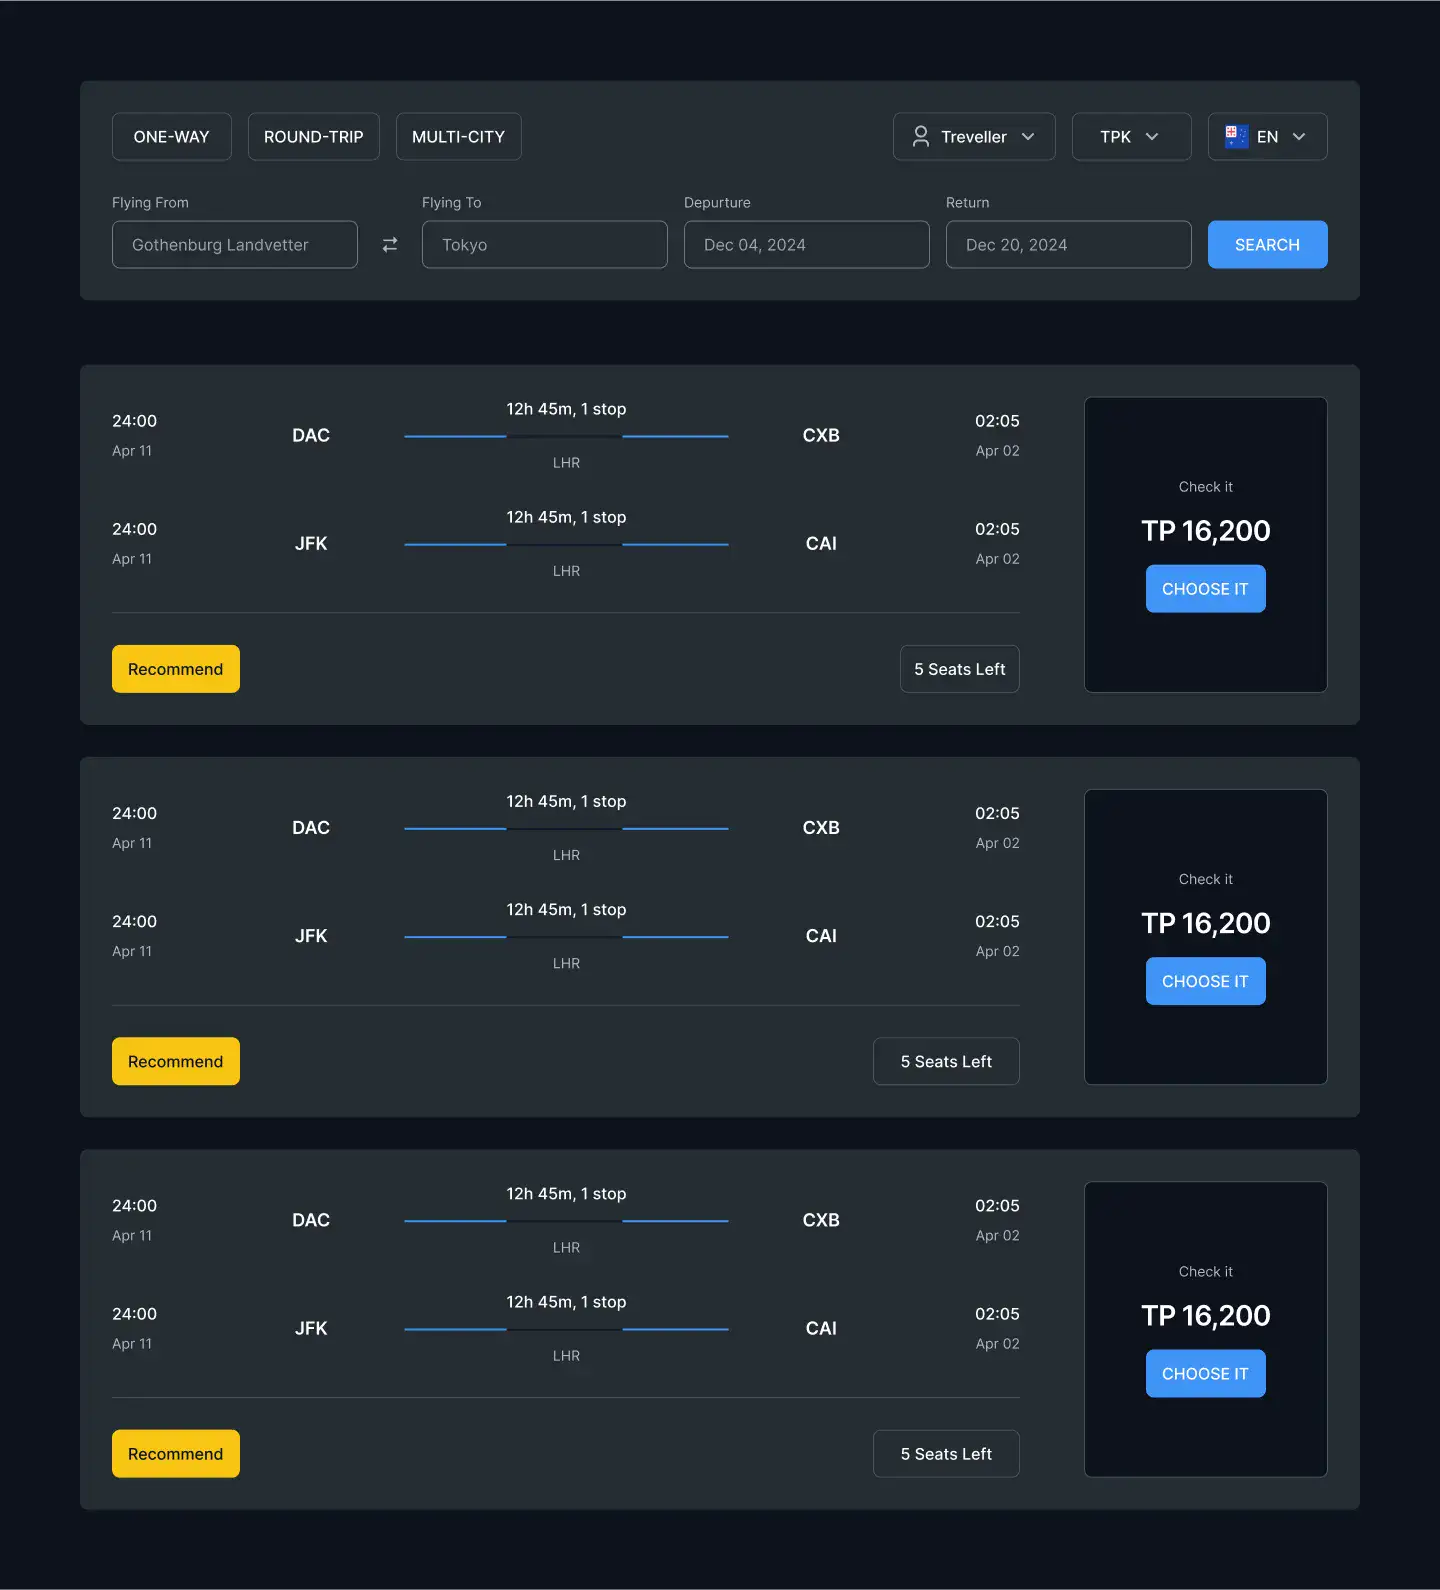 ONE-WAY ROUND-TRIP MULTI-CITY Treveller TPK EN
Flying From Flying To Depurture Return
Gothenburg Landvetter Tokyo Dec 04, 2024 Dec 20, 2024 SEARCH
12h 45m, 1 stop
24:00 02:05
DAC CXB
Apr 11 Apr 02
LHR
12h 45m, 1 stop
24:00 02:05
JFK CAI
Apr 11 Apr 02
LHR
Recommend 5 Seats Left
Check it
TP 16,200
CHOOSE IT
12h 45m, 1 stop
24:00 02:05
DAC CXB
Apr 11 Apr 02
LHR
12h 45m, 1 stop
24:00 02:05
JFK CAI
Apr 11 Apr 02
LHR
Recommend 5 Seats Left
Check it
TP 16,200
CHOOSE IT
12h 45m, 1 stop
24:00 02:05
DAC CXB
Apr 11 Apr 02
LHR
12h 45m, 1 stop
24:00 02:05
JFK CAI
Apr 11 Apr 02
LHR
Recommend 5 Seats Left
Check it
TP 16,200
CHOOSE IT